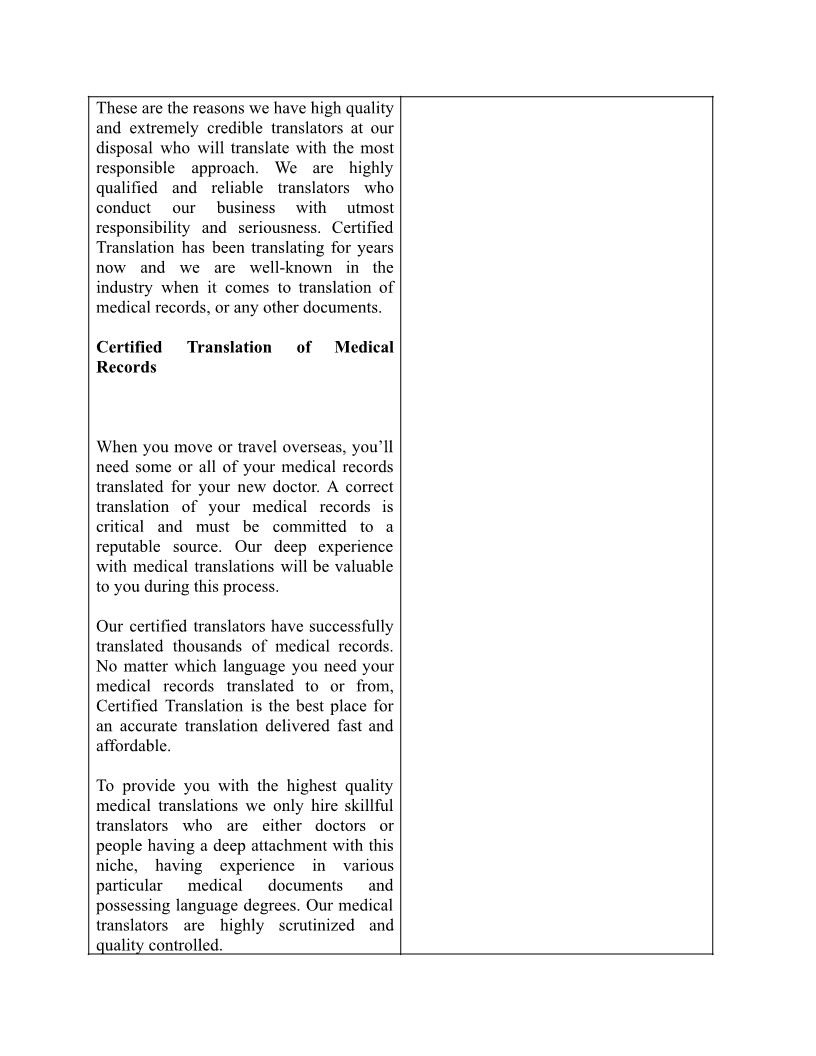 These are the reasons we have high quality
and extremely credible translators at our
disposal who will translate with the most
responsible approach. We are highly
qualified and reliable translators who
conduct our business with utmost
responsibility and seriousness. Certified
Translation has been translating for years
now and we are well-known in the
industry when it comes to translation of
medical records, or any other documents.
Certified Translation of Medical
Records
When you move or travel overseas, you’ll
need some or all of your medical records
translated for your new doctor. A correct
translation of your medical records is
critical and must be committed to a
reputable source. Our deep experience
with medical translations will be valuable
to you during this process.
Our certified translators have successfully
translated thousands of medical records.
No matter which language you need your
medical records translated to or from,
Certified Translation is the best place for
an accurate translation delivered fast and
affordable.
To provide you with the highest quality
medical translations we only hire skillful
translators who are either doctors or
people having a deep attachment with this
niche, having experience in various
particular medical documents and
possessing language degrees. Our medical
translators are highly scrutinized and
quality controlled.